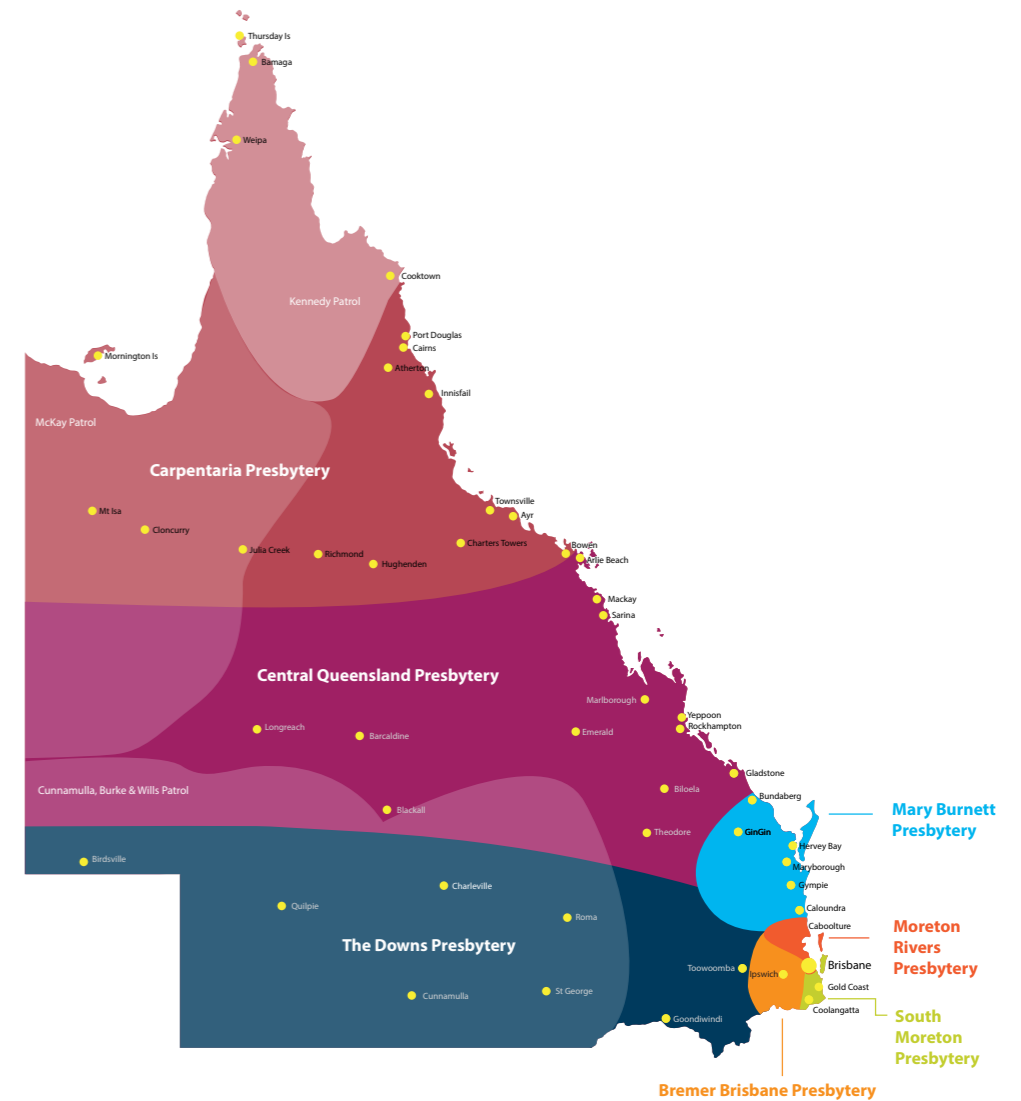 Thursday Is
Bamaga
Weipa
Cooktown
Kennedy Patrol
Port Douglas
Cairns
Mornington Is
Atherton
Innisfail
McKay Patrol
Carpentaria Presbytery
Townsville
Mt Isa
Ayr
Cloncurry
Charters Towers
Bowen
Julia Creek
Richmond
Arlie Beach
Hughenden
Mackay
Sarina
Central Queensland Presbytery
Marlborough
Yeppoon
Longreach
Rockhampton
Barcaldine
Emerald
Gladstone
Cunnamulla, Burke & Wills Patrol
Biloela
Bundaberg
Blackall
Mary Burnett
Presbytery
Theodore
GinGin
Hervey Bay
Birdsville
Maryborough
Charleville
Gympie
Quilpie
Caloundra
Roma
Caboolture
Moreton
Rivers
Presbytery
The Downs Presbytery
Brisbane
Toowoomba
Ipswich
Gold Coast
St George
Cunnamulla
Coolangatta
Goondiwindi
South
Moreton
Presbytery
Bremer Brisbane Presbytery